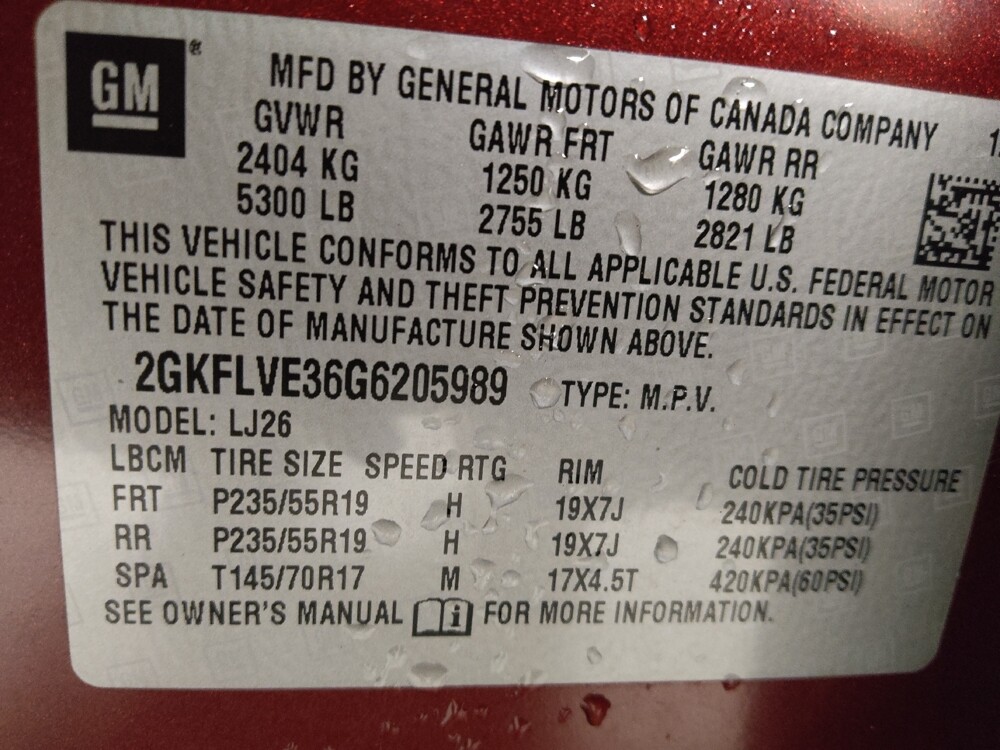 GM®
MFD BY GENERAL MOTORS OF CANADA COMPANY
GVWR GAWR FRT GAWR RR
2404 KG 1250 KG 1280 KG
5300 LB 2755 LB 2821 LB
THIS VEHICLE CONFORMS TO ALL APPLICABLE U.S. FEDERAL MOTOR
VEHICLE SAFETY AND THEFT PREVENTION STANDARDS IN EFFECT ON
THE DATE OF MANUFACTURE SHOWN ABOVE.
2GKFLVE36G6205989 TYPE: M.P.V.
MODEL: LJ26
LBCM TIRE SIZE SPEED RTG RIM COLD TIRE PRESSURE
FRT P235/55R19 H 19X7J 240KPA(35PSI)
RR P235/55R19 H 19X7J 240KPA(35PSI)
SPA T145/70R17 M 17X4.5T 420KPA(60PSI)
SEE OWNER'S MANUAL i FOR MORE INFORMATION.